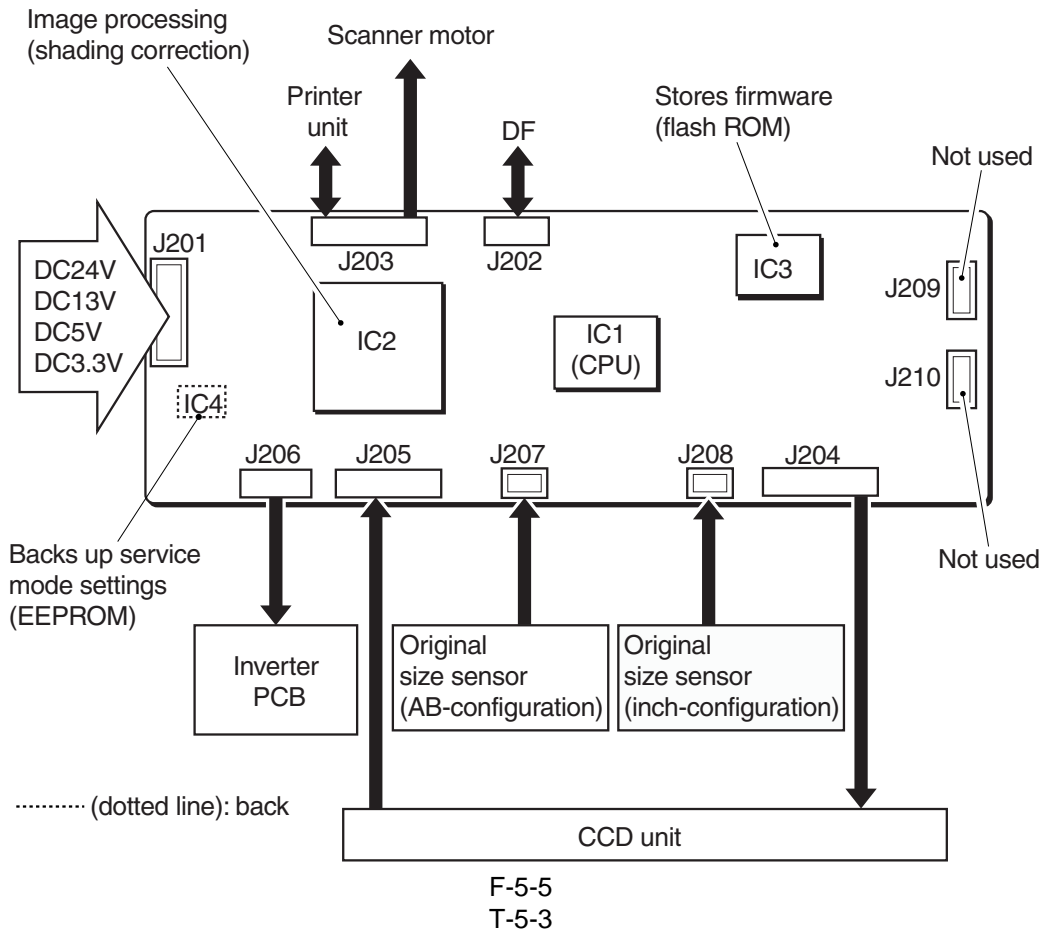 Image processing
(shading correction)
Scanner motor
Printer
unit
DF
Stores firmware
(flash ROM)
Not used
J201
J203
J202
IC3
J209
DC24V
DC13V
DC5V
DC3.3V
IC2
IC1
(CPU)
J210
IC4
J206
J205
J207
J208
J204
Backs up service
mode settings
(EEPROM)
Not used
Inverter
PCB
Original
size sensor
(AB-configuration)
Original
size sensor
(inch-configuration)
(dotted line): back
CCD unit
F-5-5
T-5-3